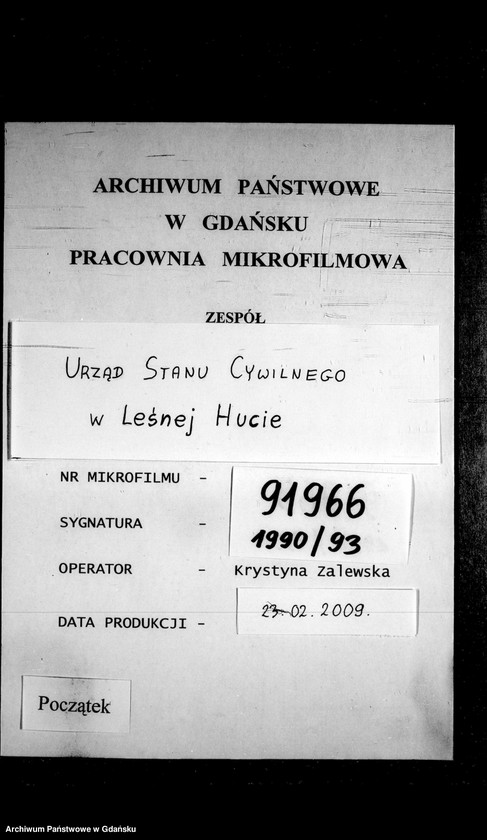 ARCHIWUM PAŃSTWOWE
W GDAŃSKU
PRACOWNIA MIKROFILMOWA
ZESPÓŁ
URZĄD STANU CYWILNEGO
w Leśnej Hucie
NR MIKROFILMU - 91966
SYGNATURA - 1990/93
OPERATOR - Krystyna Zalewska
DATA PRODUKCJI - 23.02.2009.
Początek
Archiwum Państwowe w Gdańsku